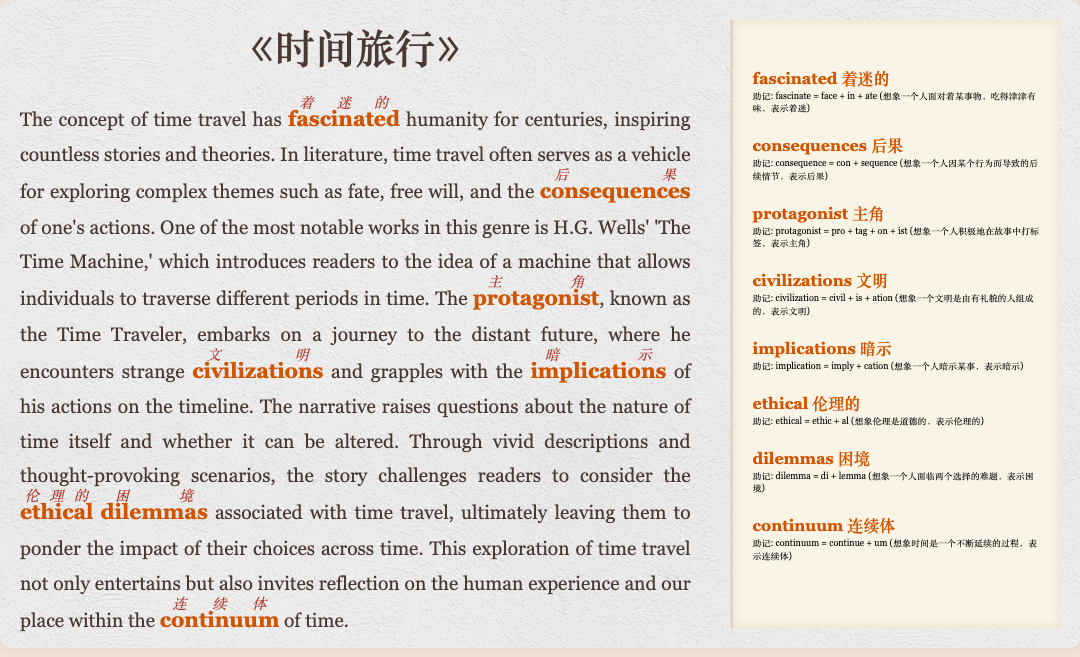 《时间旅行》
着迷的
The concept of time travel has fascinated humanity for centuries, inspiring
countless stories and theories. In literature, time travel often serves as a vehicle
后果
for exploring complex themes such as fate, free will, and the consequences
of one's actions. One of the most notable works in this genre is H.G. Wells' 'The
Time Machine,' which introduces readers to the idea of a machine that allows
主角
individuals to traverse different periods in time. The protagonist, known as
the Time Traveler, embarks on a journey to the distant future, where he
文明 暗示
encounters strange civilizations and grapples with the implications of
his actions on the timeline. The narrative raises questions about the nature of
time itself and whether it can be altered. Through vivid descriptions and
thought-provoking scenarios, the story challenges readers to consider the
伦理的 困境
ethical dilemmas associated with time travel, ultimately leaving them to
ponder the impact of their choices across time. This exploration of time travel
not only entertains but also invites reflection on the human experience and our
连续体
place within the continuum of time.
fascinated 着迷的
助记: fascinate = face + in + ate (想象一个人面对着某事物，吃得津津有
味，表示着迷)
consequences 后果
助记: consequence = con + sequence (想象一个人因某个行为而导致的后
续情节，表示后果)
protagonist 主角
助记: protagonist = pro + tag + on + ist (想象一个人积极地在故事中打标
签，表示主角)
civilizations 文明
助记: civilization = civil + is + ation (想象一个文明是由有礼貌的人组成
的，表示文明)
implications 暗示
助记: implication = imply + cation (想象一个人暗示某事，表示暗示)
ethical 伦理的
助记: ethical = ethic + al (想象伦理是道德的，表示伦理的)
dilemmas 困境
助记: dilemma = di + lemma (想象一个人面临两个选择的难题，表示困
境)
continuum 连续体
助记: continuum = continue + um (想象时间是一个不断延续的过程，表
示连续体)